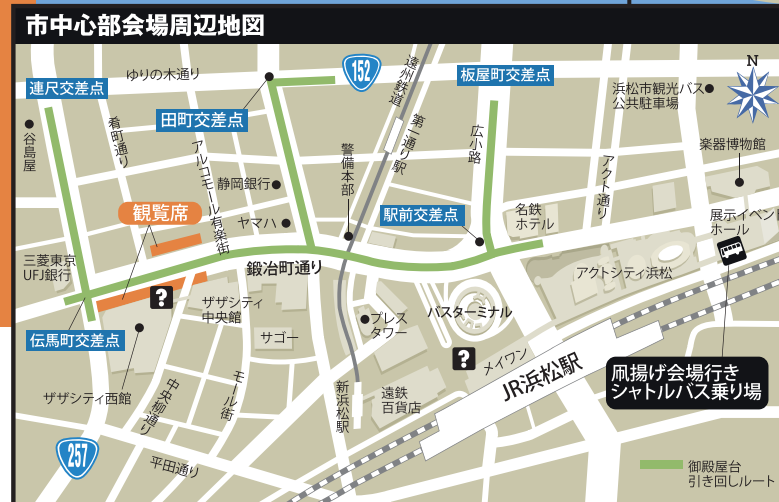 市中心部会場周辺地図
ゆりの木通り
152
遠州鉄道
連尺交差点
板屋町交差点
浜松市観光バス
公共駐車場
N
田町交差点
谷島屋
肴町通り
アルコモール有楽街
静岡銀行
ヤマハ
警備本部
第一通り駅
広小路
アクト通り
楽器博物館
観覧席
駅前交差点
名鉄
ホテル
展示イベント
ホール
三菱東京
UFJ銀行
鍛冶町通り
アクトシティ浜松
?
ザザシティ
中央館
バスターミナル
プレス
タワー
伝馬町交差点
サゴー
?
メイワン
JR浜松駅
凧揚げ会場行き
シャトルバス乗り場
ザザシティ西館
中央柳通り
モール街
新浜松駅
遠鉄
百貨店
257
平田通り
御殿屋台
引き回しルート